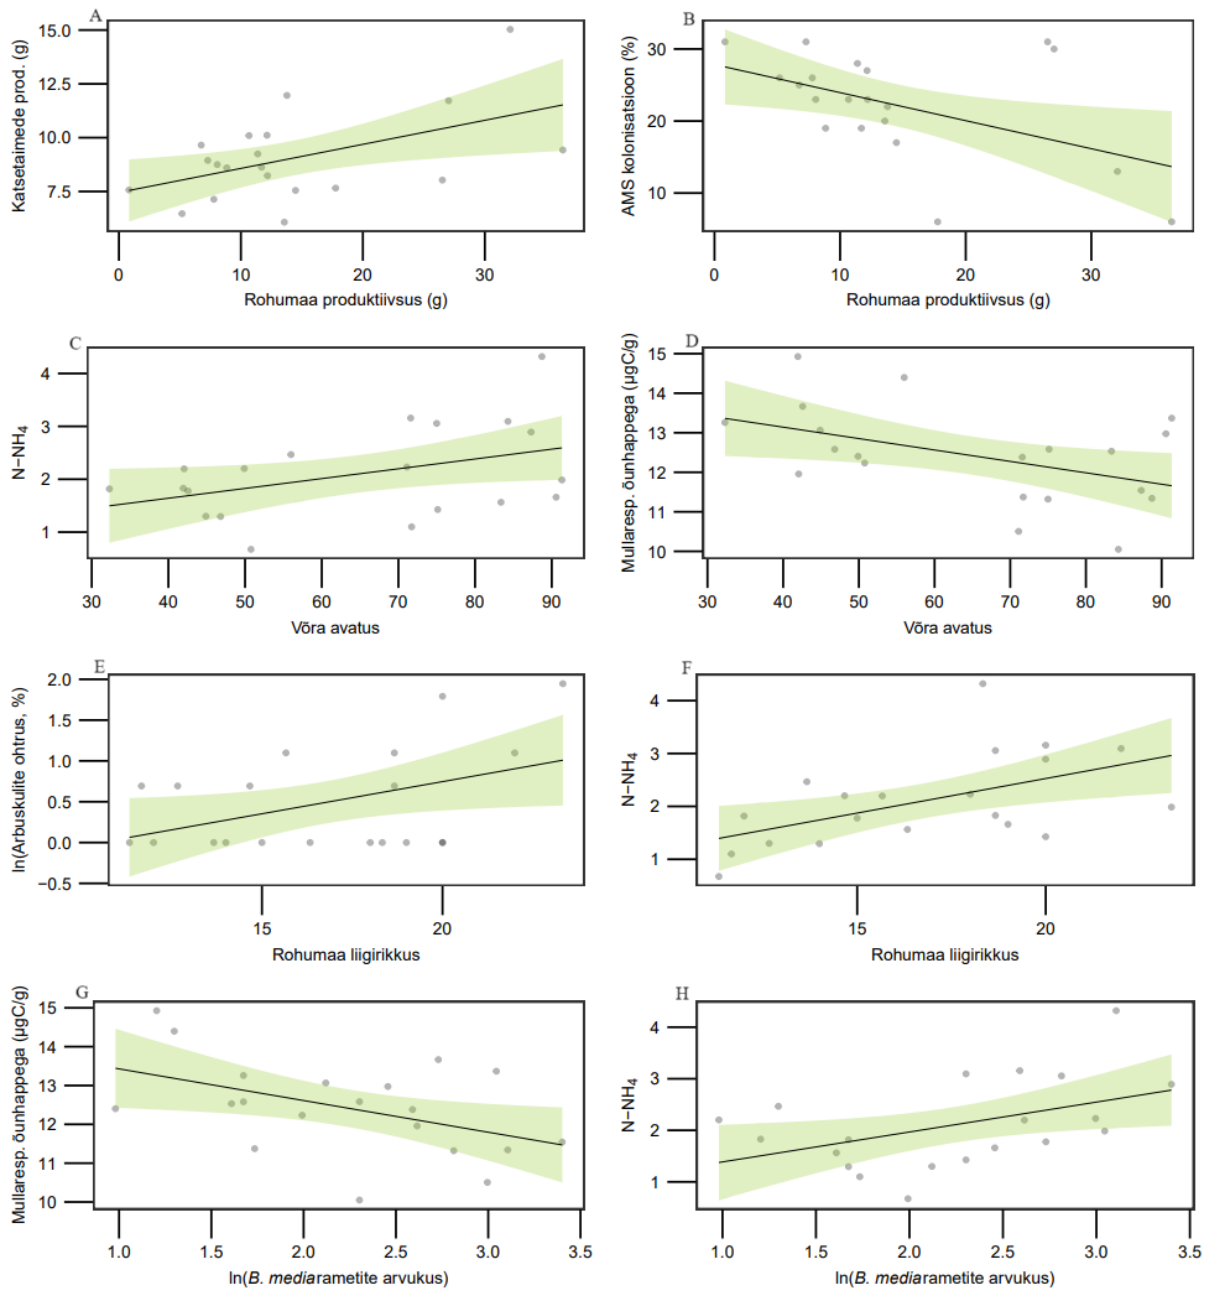 A
Katsetaimede prod. (g)
15.0
12.5
10.0
7.5
0 10 20 30
Rohumaa produktiivsus (g)
B
AMS kolonisatsioon (%)
30
20
10
0 10 20 30
Rohumaa produktiivsus (g)
C
N−NH4
4
3
2
1
30 40 50 60 70 80 90
Võra avatus
D
Mullaresp. õunhappega (µgC/g)
15
14
13
12
11
10
30 40 50 60 70 80 90
Võra avatus
E
ln(Arbuskulite ohtrus, %)
2.0
1.5
1.0
0.5
0.0
−0.5
15 20
Rohumaa liigirikkus
F
N−NH4
4
3
2
1
15 20
Rohumaa liigirikkus
G
Mullaresp. õunhappega (µgC/g)
15
14
13
12
11
10
1.0 1.5 2.0 2.5 3.0 3.5
ln(B. mediarametite arvukus)
H
N−NH4
4
3
2
1
1.0 1.5 2.0 2.5 3.0 3.5
ln(B. mediarametite arvukus)